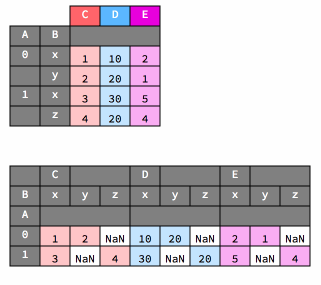 C D E
A B
0 x 1 10 2
y 2 20 1
1 x 3 30 5
z 4 20 4
C D E
B x y z x y z x y z
A
0 1 2 NaN 10 20 NaN 2 1 NaN
1 3 NaN 4 30 NaN 20 5 NaN 4